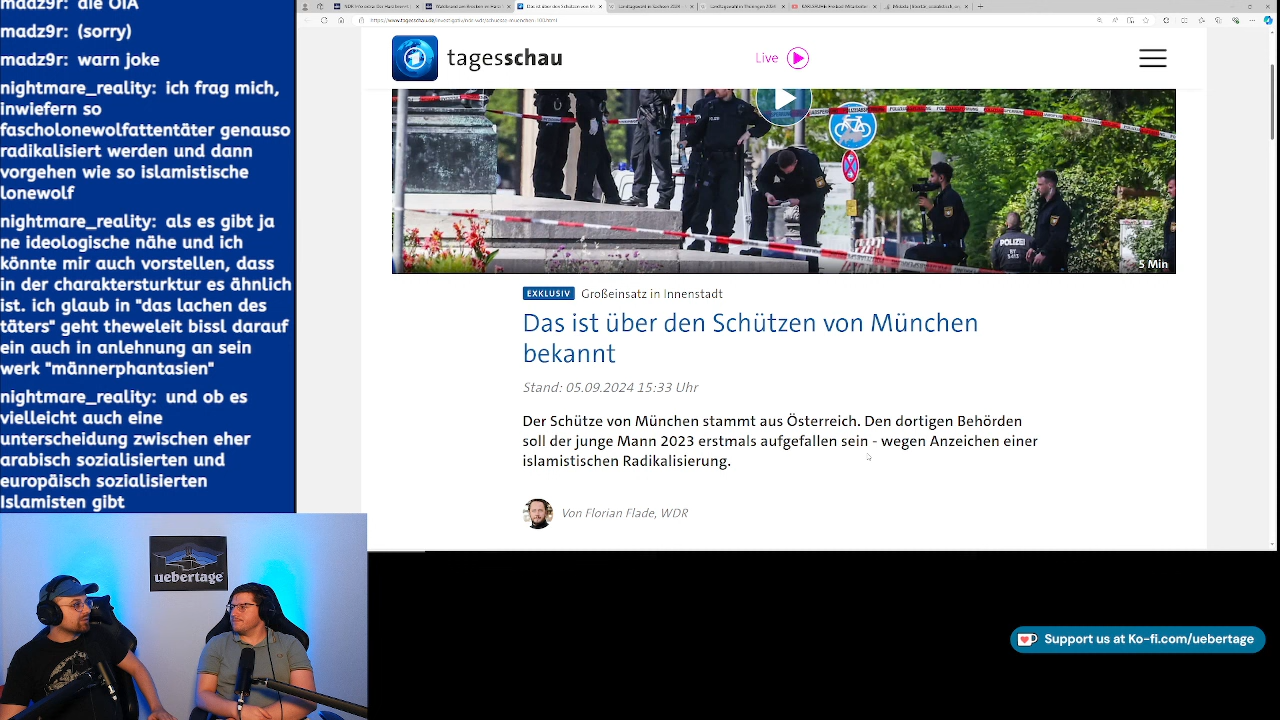 madz9r: die OIA
madz9r: (sorry)
madz9r: warn joke
nightmare_reality: ich frag mich,
inwiefern so
fascholonewolfattentäter genauso
radikalisiert werden und dann
vorgehen wie so islamistische
lonewolf
nightmare_reality: als es gibt ja
ne ideologische nähe und ich
könnte mir auch vorstellen, dass
in der charaktersturktur es ähnlich
ist. ich glaub in "das lachen des
täters" geht theweleit bissl darauf
ein auch in anlehnung an sein
werk "männerphantasien"
nightmare_reality: und ob es
vielleicht auch eine
unterscheidung zwischen eher
arabisch sozialisierten und
europäisch sozialisierten
Islamisten gibt
tagesschau
Live
POLIZEI
5 Min
EXKLUSIV Großeinsatz in Innenstadt
Das ist über den Schützen von München
bekannt
Stand: 05.09.2024 15:33 Uhr
Der Schütze von München stammt aus Österreich. Den dortigen Behörden
soll der junge Mann 2023 erstmals aufgefallen sein - wegen Anzeichen einer
islamistischen Radikalisierung.
Von Florian Flade, WDR
uebertage
Support us at Ko-fi.com/uebertage